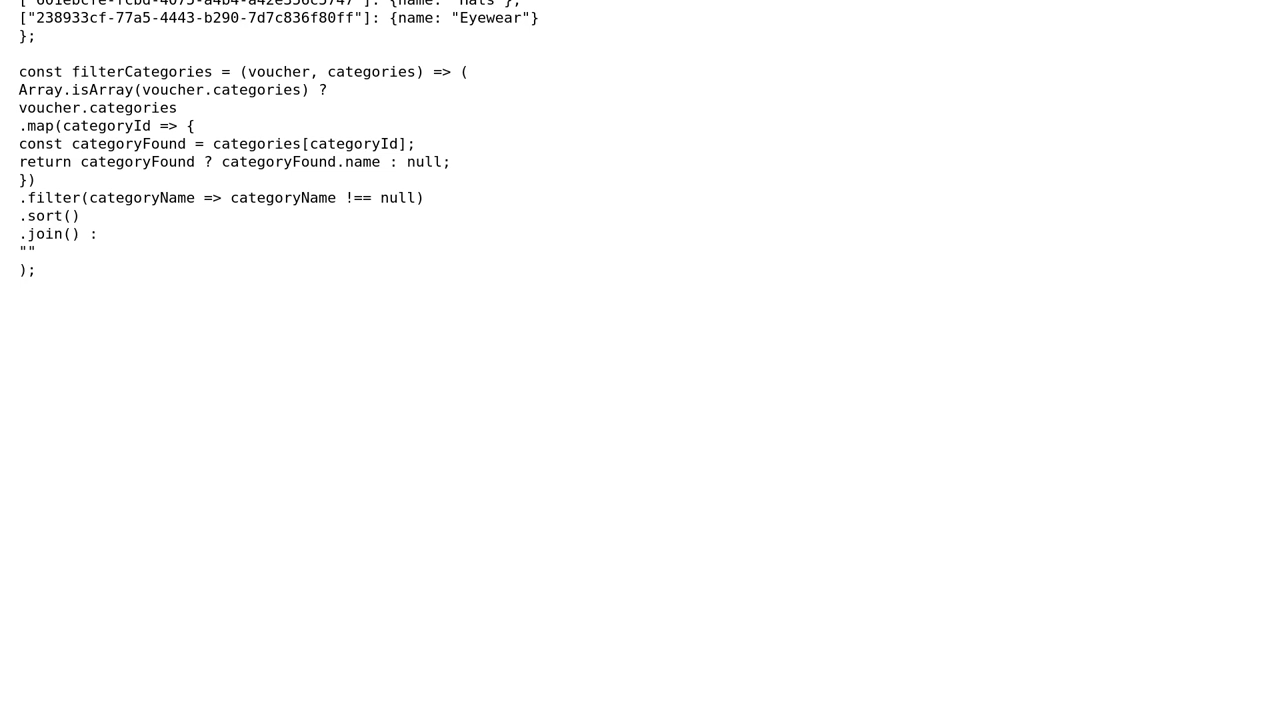 ["238933cf-77a5-4443-b290-7d7c836f80ff"]: {name: "Eyewear"}
};
const filterCategories = (voucher, categories) => (
Array.isArray(voucher.categories) ?
voucher.categories
.map(categoryId => {
const categoryFound = categories[categoryId];
return categoryFound ? categoryFound.name : null;
})
.filter(categoryName => categoryName !== null)
.sort()
.join() :
""
);